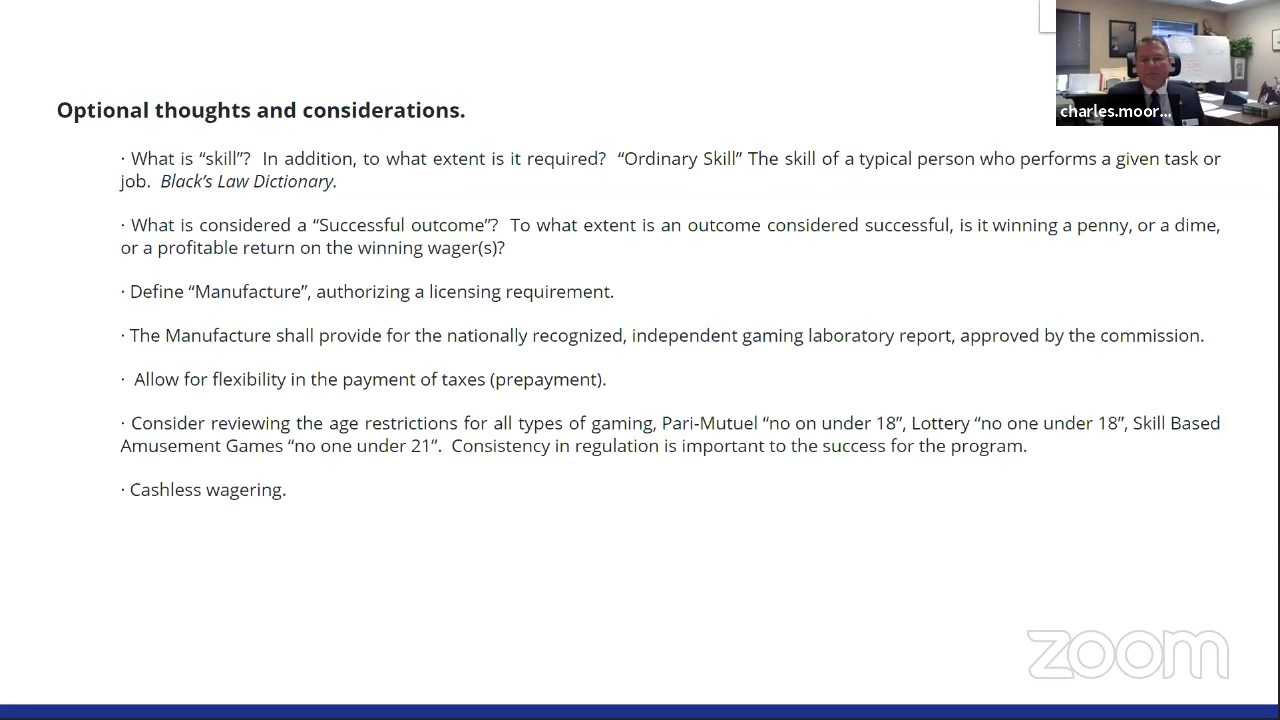 charles.moor...
Optional thoughts and considerations.
· What is “skill”? In addition, to what extent is it required? “Ordinary Skill” The skill of a typical person who performs a given task or
job. Black’s Law Dictionary.
· What is considered a “Successful outcome”? To what extent is an outcome considered successful, is it winning a penny, or a dime,
or a profitable return on the winning wager(s)?
· Define “Manufacture”, authorizing a licensing requirement.
· The Manufacture shall provide for the nationally recognized, independent gaming laboratory report, approved by the commission.
· Allow for flexibility in the payment of taxes (prepayment).
· Consider reviewing the age restrictions for all types of gaming, Pari-Mutuel “no on under 18”, Lottery “no one under 18”, Skill Based
Amusement Games “no one under 21”. Consistency in regulation is important to the success for the program.
· Cashless wagering.
zoom